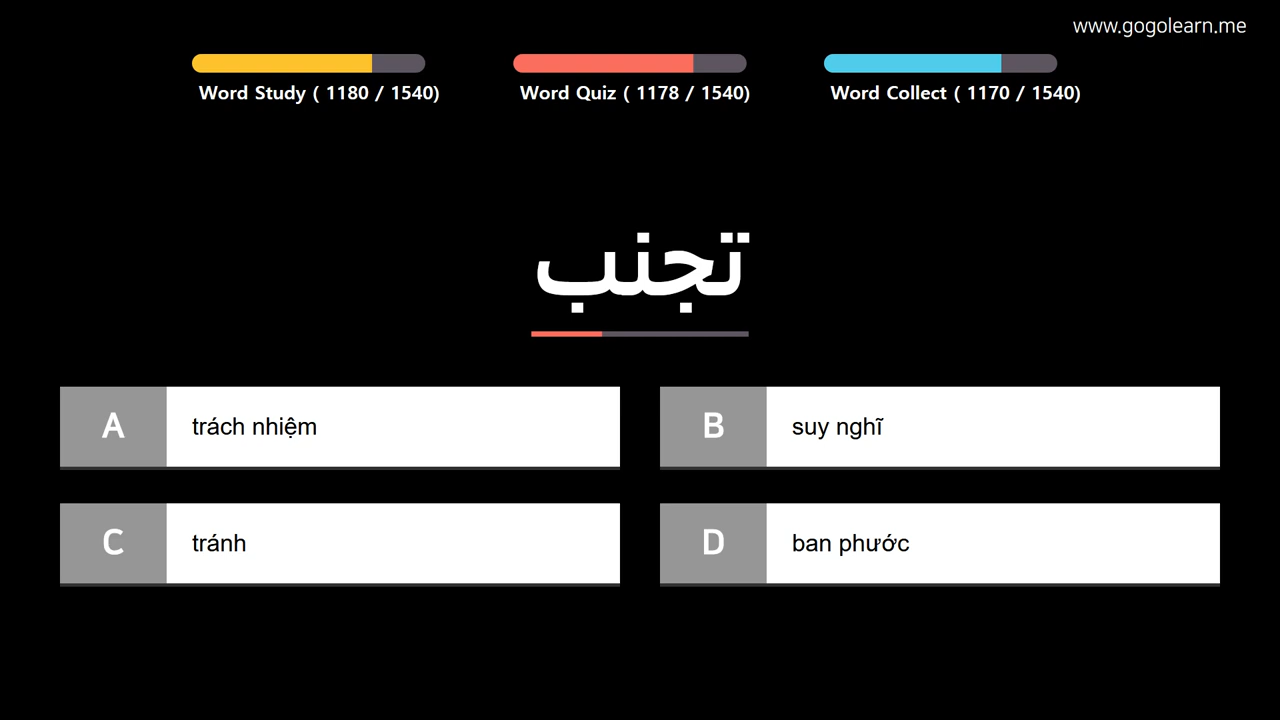 www.gogolearn.me
Word Study ( 1180 / 1540)
Word Quiz ( 1178 / 1540)
Word Collect ( 1170 / 1540)
تجنب
A
trách nhiệm
B
suy nghĩ
C
tránh
D
ban phước